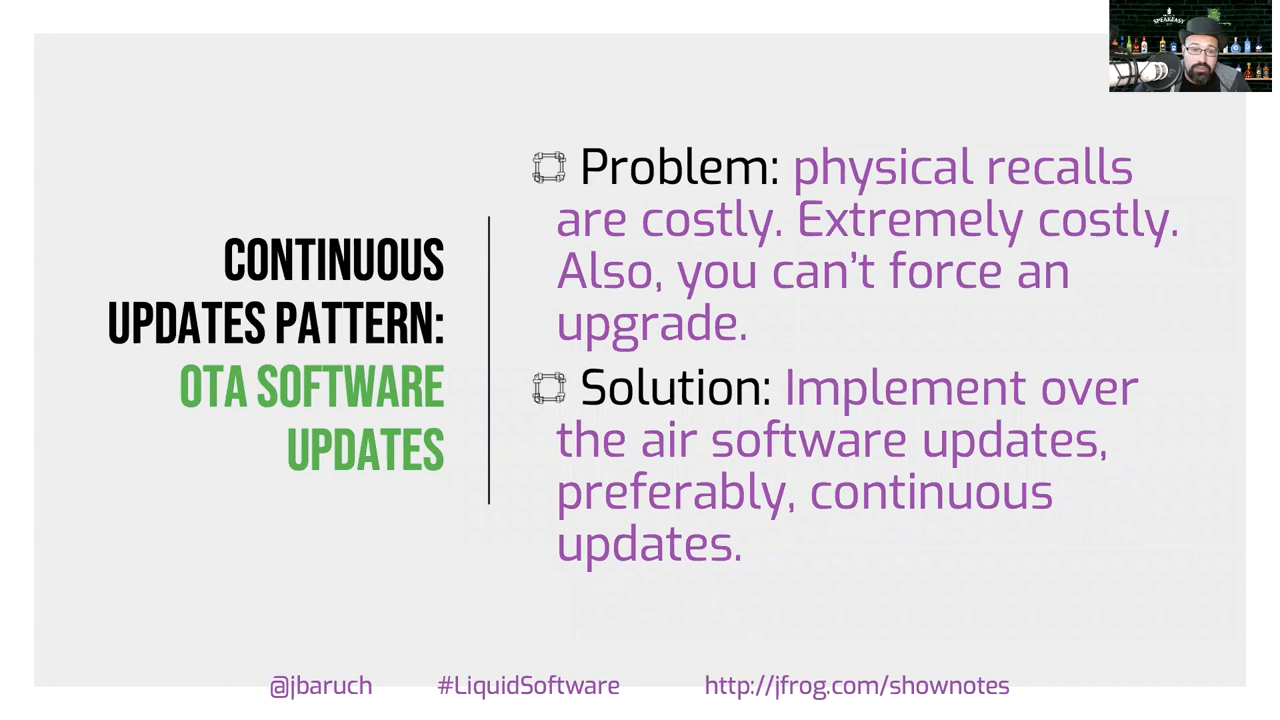 SPEAKEASY
CONTINUOUS
UPDATES PATTERN:
OTA SOFTWARE
UPDATES
Problem: physical recalls
are costly. Extremely costly.
Also, you can’t force an
upgrade.
Solution: Implement over
the air software updates,
preferably, continuous
updates.
@jbaruch #LiquidSoftware http://jfrog.com/shownotes